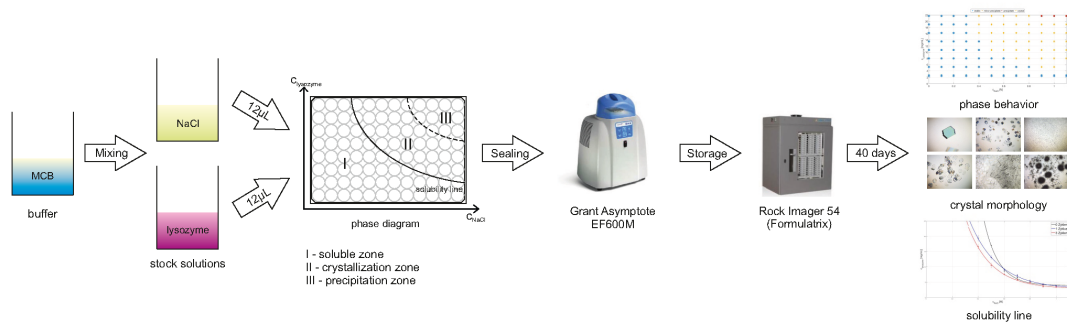 MCB
buffer
Mixing
NaCl
lysozyme
stock solutions
12µL
12µL
C lysozyme
I
II
III
solubility line
C NaCl
phase diagram
I - soluble zone
II - crystallization zone
III - precipitation zone
Sealing
Grant Asymptote
EF600M
Storage
Rock Imager 54
(Formulatrix)
40 days
phase behavior
crystal morphology
solubility line